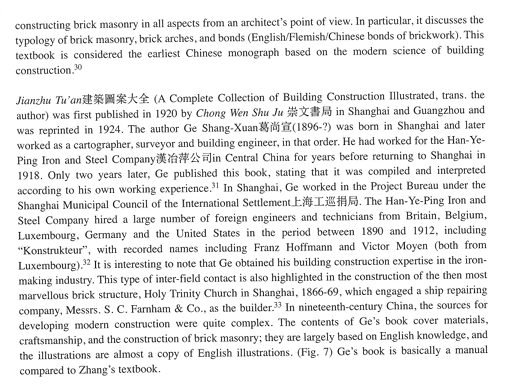 constructing brick masonry in all aspects from an architect's point of view. In particular, it discusses the
typology of brick masonry, brick arches, and bonds (English/Flemish/Chinese bonds of brickwork). This
textbook is considered the earliest Chinese monograph based on the modern science of building
construction.30
Jianzhu Tu'an建築圖案大全 (A Complete Collection of Building Construction Illustrated, trans. the
author) was first published in 1920 by Chong Wen Shu Ju 崇文書局 in Shanghai and Guangzhou and
was reprinted in 1924. The author Ge Shang-Xuan葛尚宣(1896-?) was born in Shanghai and later
worked as a cartographer, surveyor and building engineer, in that order. He had worked for the Han-Ye-
Ping Iron and Steel Company漢冶萍公司in Central China for years before returning to Shanghai in
1918. Only two years later, Ge published this book, stating that it was compiled and interpreted
according to his own working experience.31 In Shanghai, Ge worked in the Project Bureau under the
Shanghai Municipal Council of the International Settlement上海工巡捐局. The Han-Ye-Ping Iron and
Steel Company hired a large number of foreign engineers and technicians from Britain, Belgium,
Luxembourg, Germany and the United States in the period between 1890 and 1912, including
“Konstrukteur”, with recorded names including Franz Hoffmann and Victor Moyen (both from
Luxembourg).32 It is interesting to note that Ge obtained his building construction expertise in the iron-
making industry. This type of inter-field contact is also highlighted in the construction of the then most
marvellous brick structure, Holy Trinity Church in Shanghai, 1866-69, which engaged a ship repairing
company, Messrs. S. C. Farnham & Co., as the builder.33 In nineteenth-century China, the sources for
developing modern construction were quite complex. The contents of Ge's book cover materials,
craftsmanship, and the construction of brick masonry; they are largely based on English knowledge, and
the illustrations are almost a copy of English illustrations. (Fig. 7) Ge's book is basically a manual
compared to Zhang's textbook.